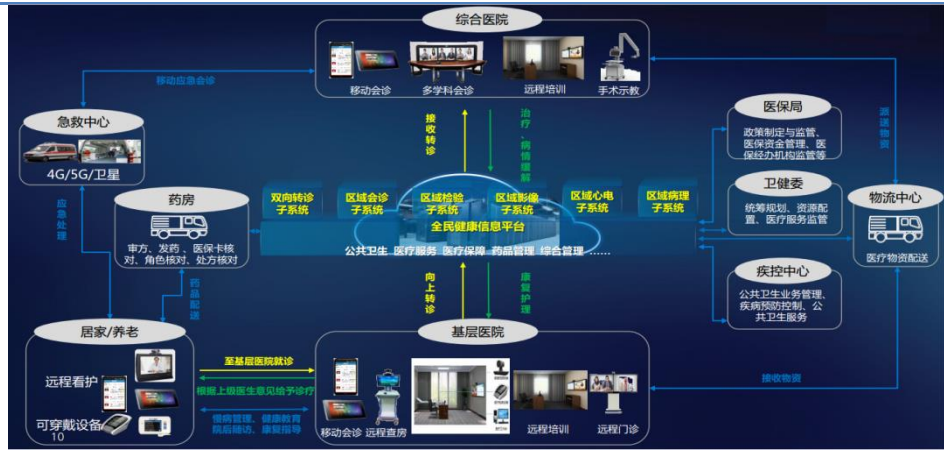 综合医院
移动会诊
多学科会诊
远程培训
手术示教
移动应急会诊
急救中心
4G/5G/卫星
应急处理
接收转诊
治疗、病情缓解
源送物资
医保局
政策制定与监管、
医保资金管理、医
保经办机构监管等
药房
审方、发药、医保卡核
对、角色核对、处方核对
药品配送
双向转诊
子系统
区域会诊
子系统
区域检验
子系统
区域影像
子系统
区域心电
子系统
区域病理
子系统
全民健康信息平台
公共卫生 医疗服务 医疗保障 药品管理 综合管理 ......
卫健委
统筹规划、资源配
置、医疗服务监管
物流中心
医疗物资配送
疾控中心
公共卫生业务管理、
疾病预防控制、公
共卫生服务
向上转诊
康复护理
居家/养老
远程看护
可穿戴设备
10
至基层医院就诊
根据上级医生意见给予诊疗
慢病管理、健康教育
院后随访、康复指导
基层医院
移动会诊
远程查房
远程培训
远程门诊
接收物资